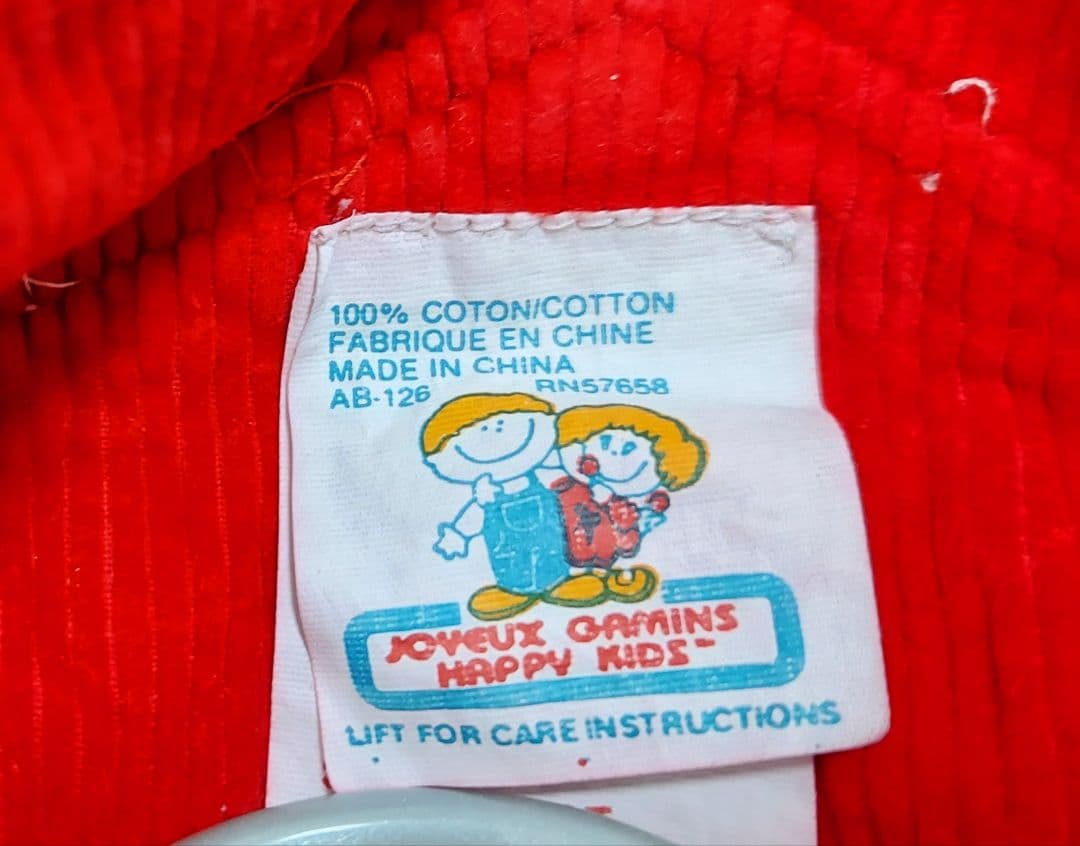 100% COTON/COTTON
FABRIQUE EN CHINE
MADE IN CHINA
AB-126 RN57658
JOYEUX GAMINS
HAPPY KIDS™
LIFT FOR CARE INSTRUCTIONS